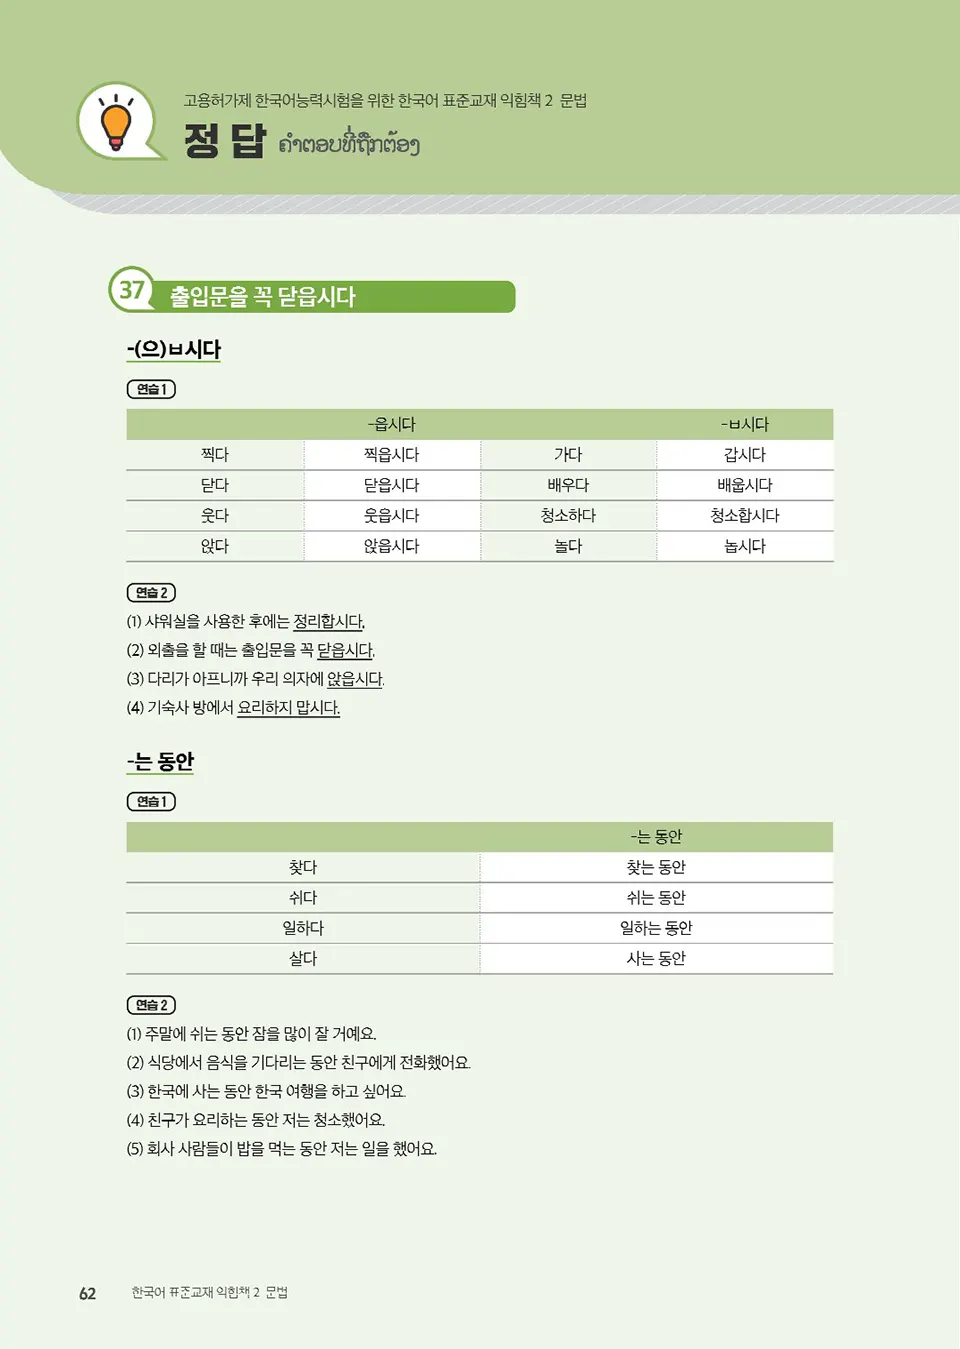 고용허가제 한국어능력시험을 위한 한국어 표준교재 익힘책 2 문법
정답 ຄຳຕອບທີ່ຖືກຕ້ອງ
37 출입문을 꼭 닫읍시다
-(으)ㅂ시다
연습 1
-읍시다 -ㅂ시다
찍다 찍읍시다 가다 갑시다
닫다 닫읍시다 배우다 배웁시다
웃다 웃읍시다 청소하다 청소합시다
앉다 앉읍시다 놀다 놉시다
연습 2
(1) 샤워실을 사용한 후에는 정리합시다.
(2) 외출을 할 때는 출입문을 꼭 닫읍시다.
(3) 다리가 아프니까 우리 의자에 앉읍시다.
(4) 기숙사 방에서 요리하지 맙시다.
-는 동안
연습 1
-는 동안
찾다 찾는 동안
쉬다 쉬는 동안
일하다 일하는 동안
살다 사는 동안
연습 2
(1) 주말에 쉬는 동안 잠을 많이 잘 거예요.
(2) 식당에서 음식을 기다리는 동안 친구에게 전화했어요.
(3) 한국에 사는 동안 한국 여행을 하고 싶어요.
(4) 친구가 요리하는 동안 저는 청소했어요.
(5) 회사 사람들이 밥을 먹는 동안 저는 일을 했어요.
62 한국어 표준교재 익힘책 2 문법